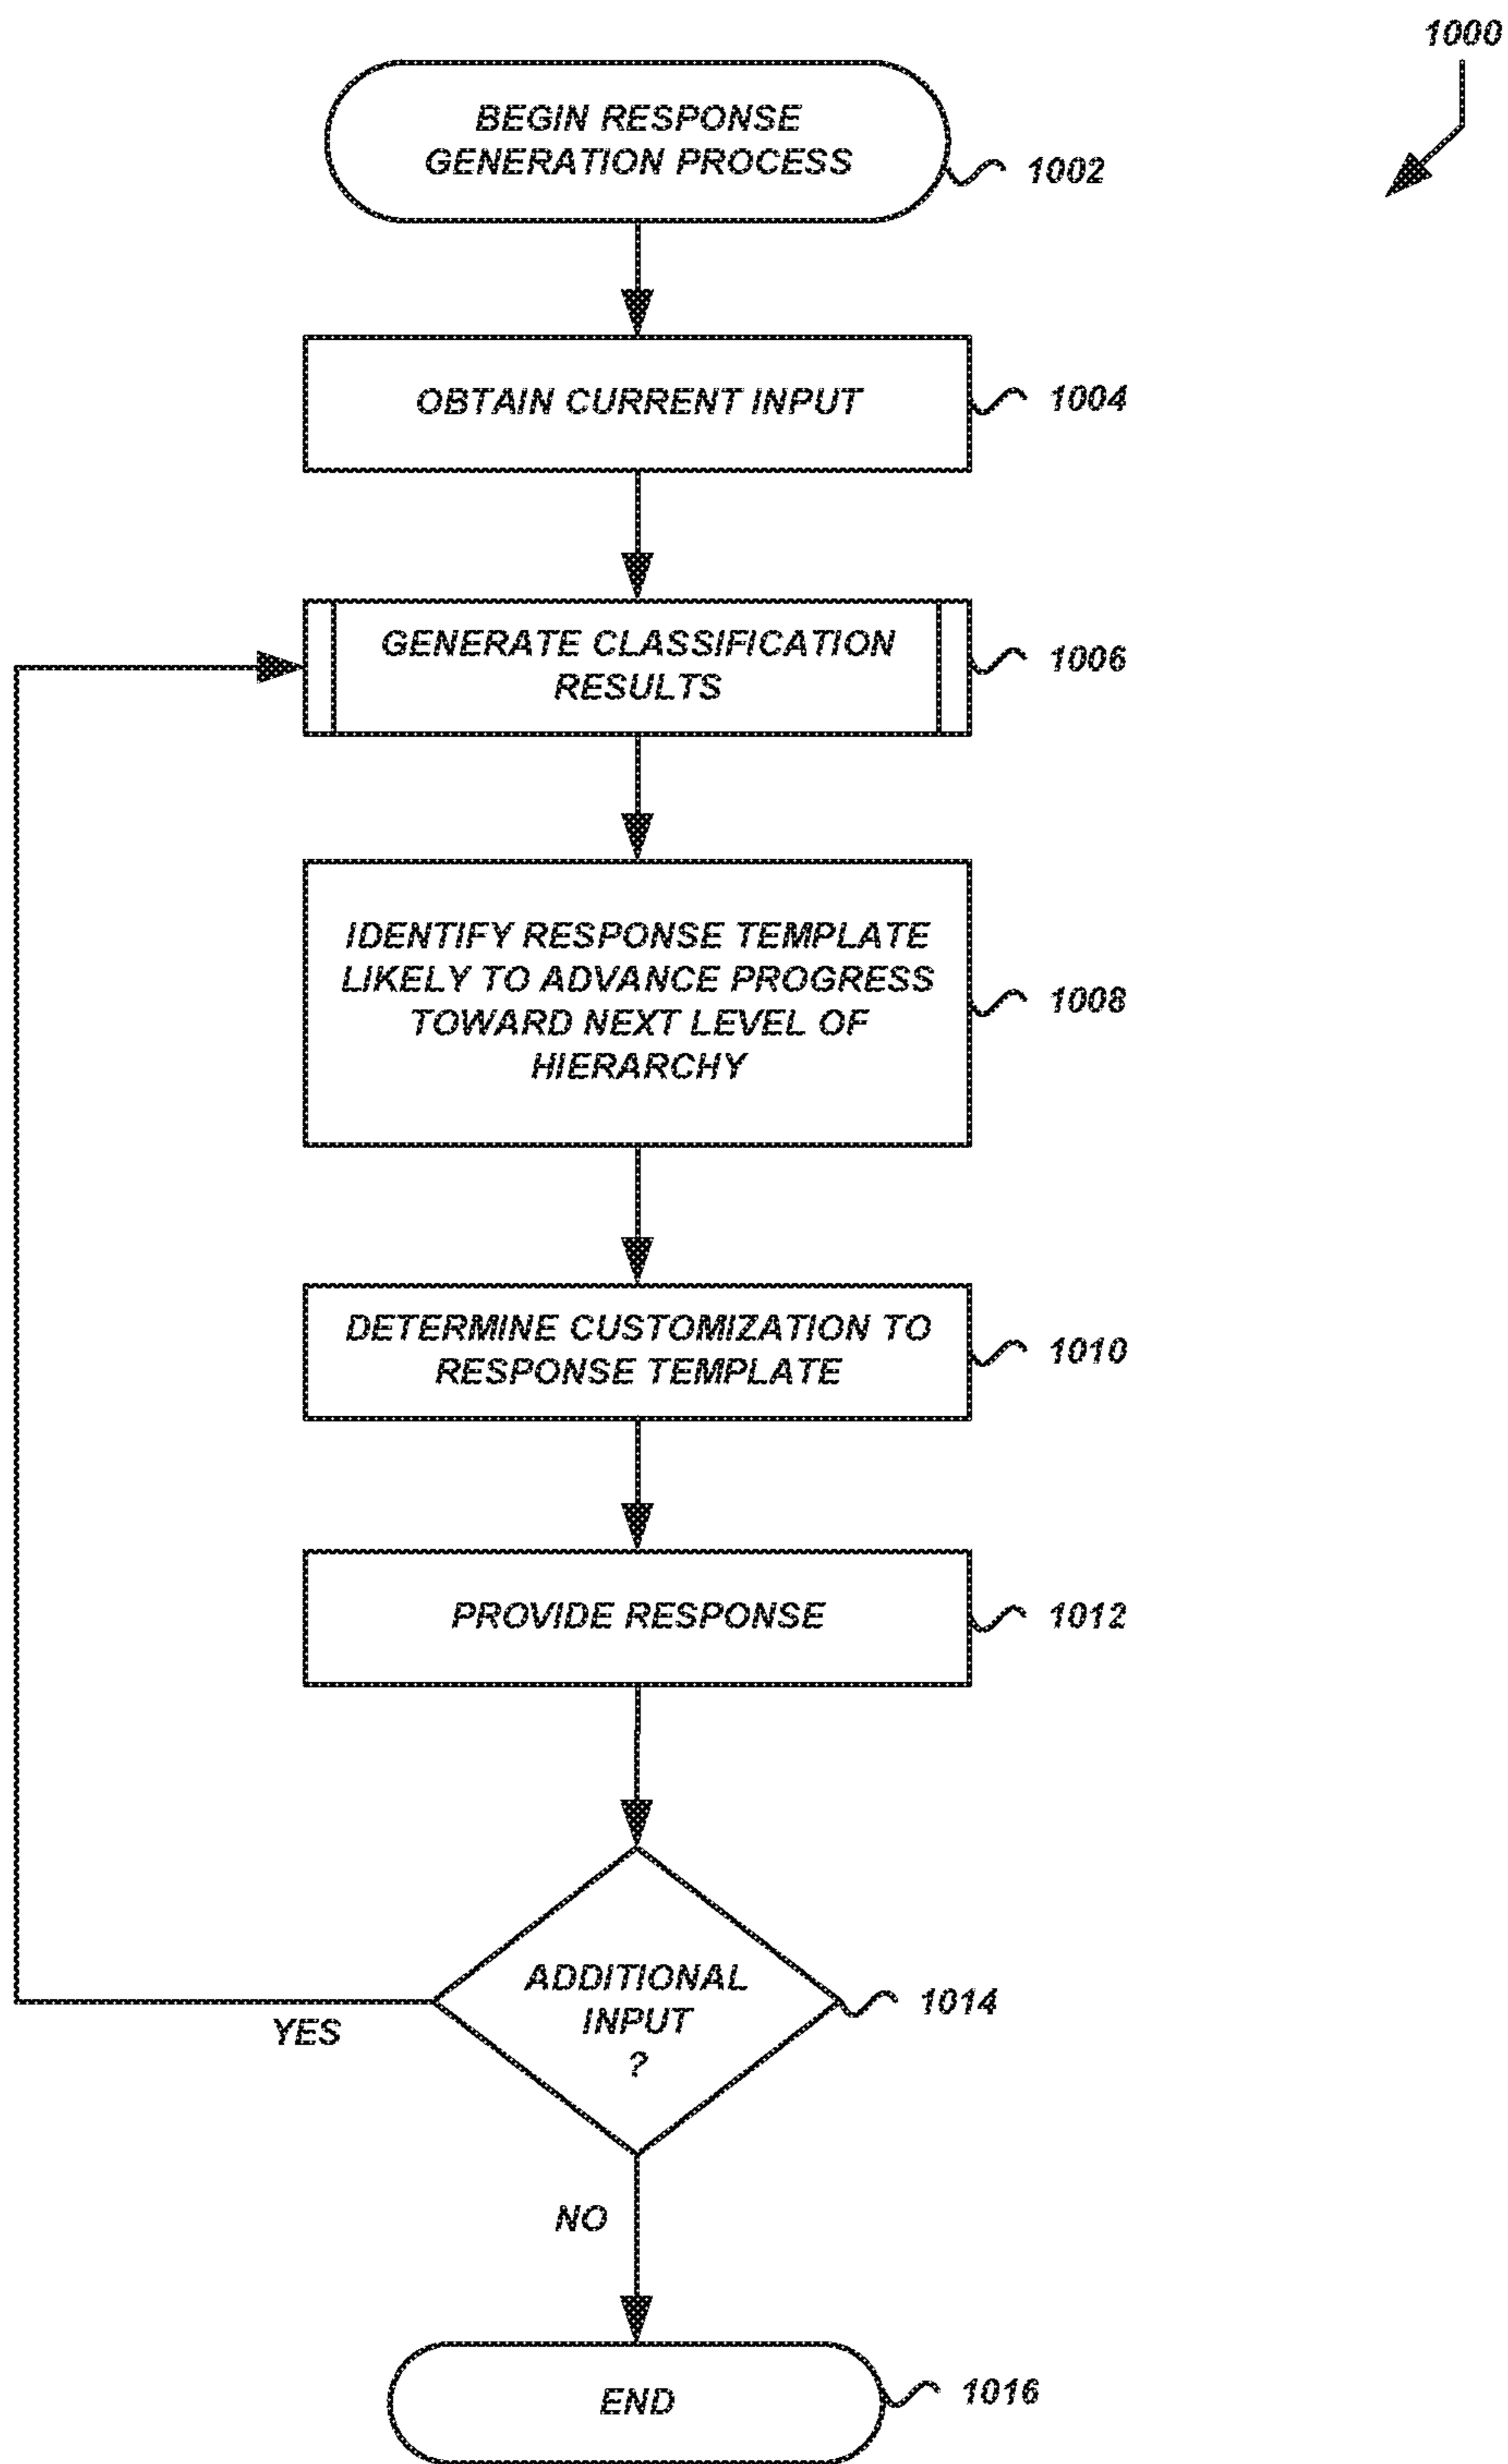 1000
BEGIN RESPONSE
GENERATION PROCESS
1002
OBTAIN CURRENT INPUT
1004
GENERATE CLASSIFICATION
RESULTS
1006
IDENTIFY RESPONSE TEMPLATE
LIKELY TO ADVANCE PROGRESS
TOWARD NEXT LEVEL OF
HIERARCHY
1008
DETERMINE CUSTOMIZATION TO
RESPONSE TEMPLATE
1010
PROVIDE RESPONSE
1012
ADDITIONAL
INPUT
?
1014
YES
NO
END
1016